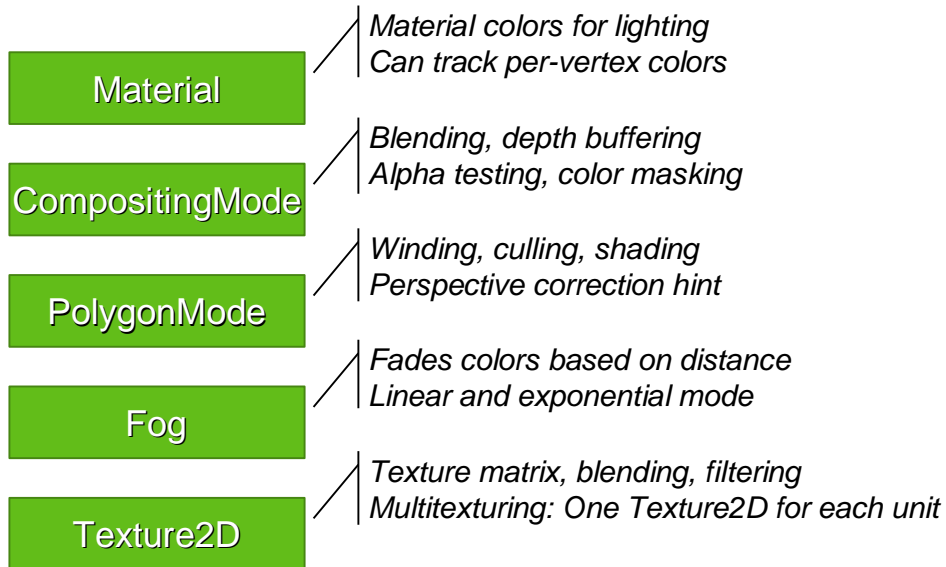 Material
Material colors for lighting
Can track per-vertex colors
CompositingMode
Blending, depth buffering
Alpha testing, color masking
PolygonMode
Winding, culling, shading
Perspective correction hint
Fog
Fades colors based on distance
Linear and exponential mode
Texture2D
Texture matrix, blending, filtering
Multitexturing: One Texture2D for each unit